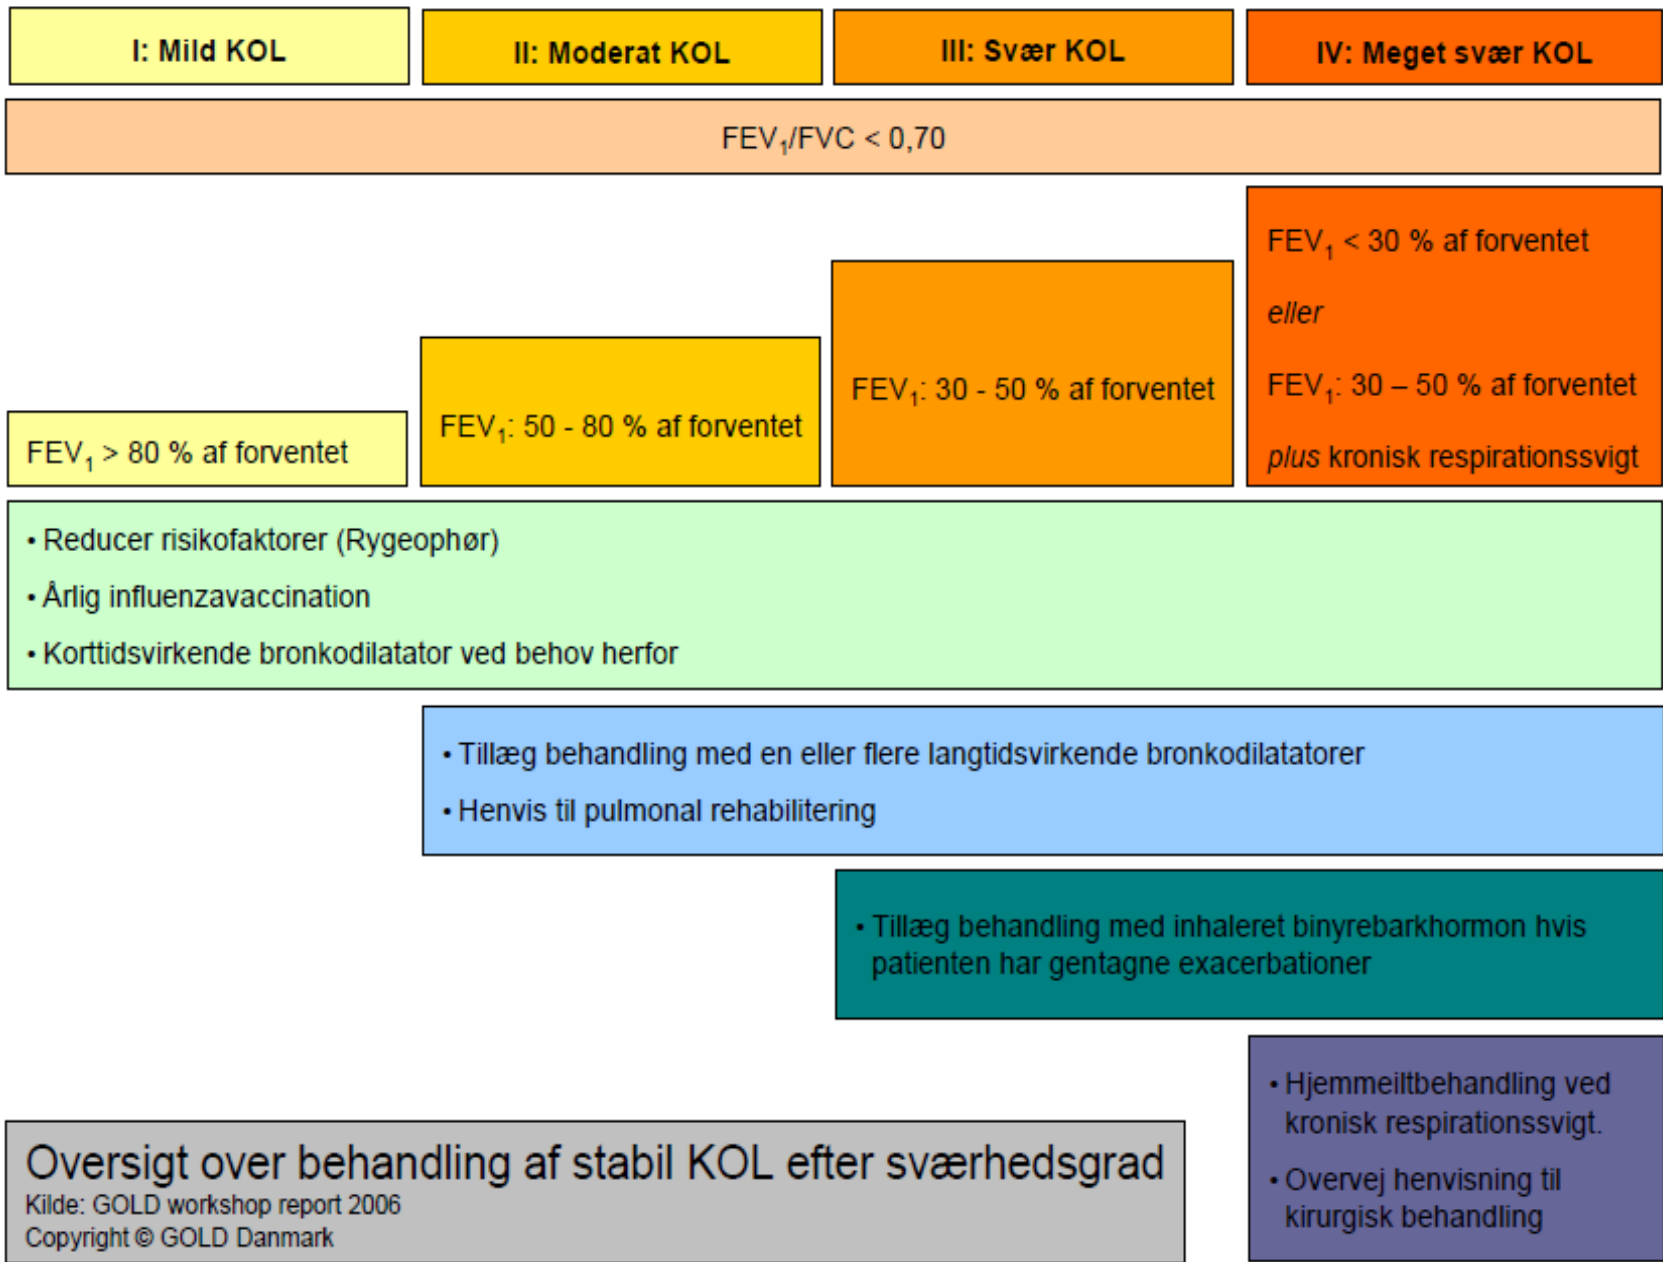 I: Mild KOL
II: Moderat KOL
III: Svær KOL
IV: Meget svær KOL
FEV₁/FVC < 0,70
FEV₁ > 80 % af forventet
FEV₁: 50 - 80 % af forventet
FEV₁: 30 - 50 % af forventet
FEV₁ < 30 % af forventet
eller
FEV₁: 30 – 50 % af forventet
plus kronisk respirationssvigt
• Reducer risikofaktorer (Rygeophør)
• Årlig influenzavaccination
• Korttidsvirkende bronkodilatator ved behov herfor
• Tillæg behandling med en eller flere langtidsvirkende bronkodilatatorer
• Henvis til pulmonal rehabilitering
• Tillæg behandling med inhaleret binyrebarkhormon hvis
patienten har gentagne exacerbationer
• Hjemmeiltbehandling ved
kronisk respirationssvigt.
• Overvej henvisning til
kirurgisk behandling
Oversigt over behandling af stabil KOL efter sværhedsgrad
Kilde: GOLD workshop report 2006
Copyright © GOLD Danmark